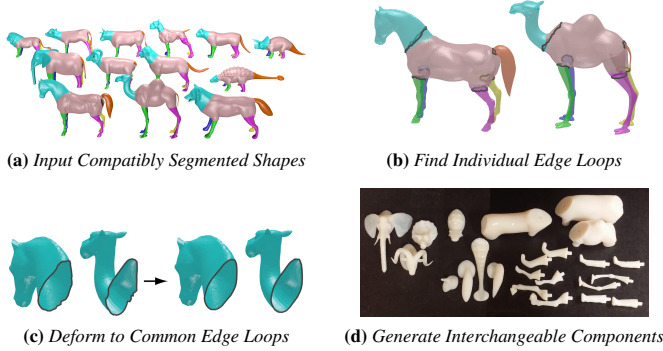 (a) Input Compatibly Segmented Shapes
(b) Find Individual Edge Loops
(c) Deform to Common Edge Loops
(d) Generate Interchangeable Components